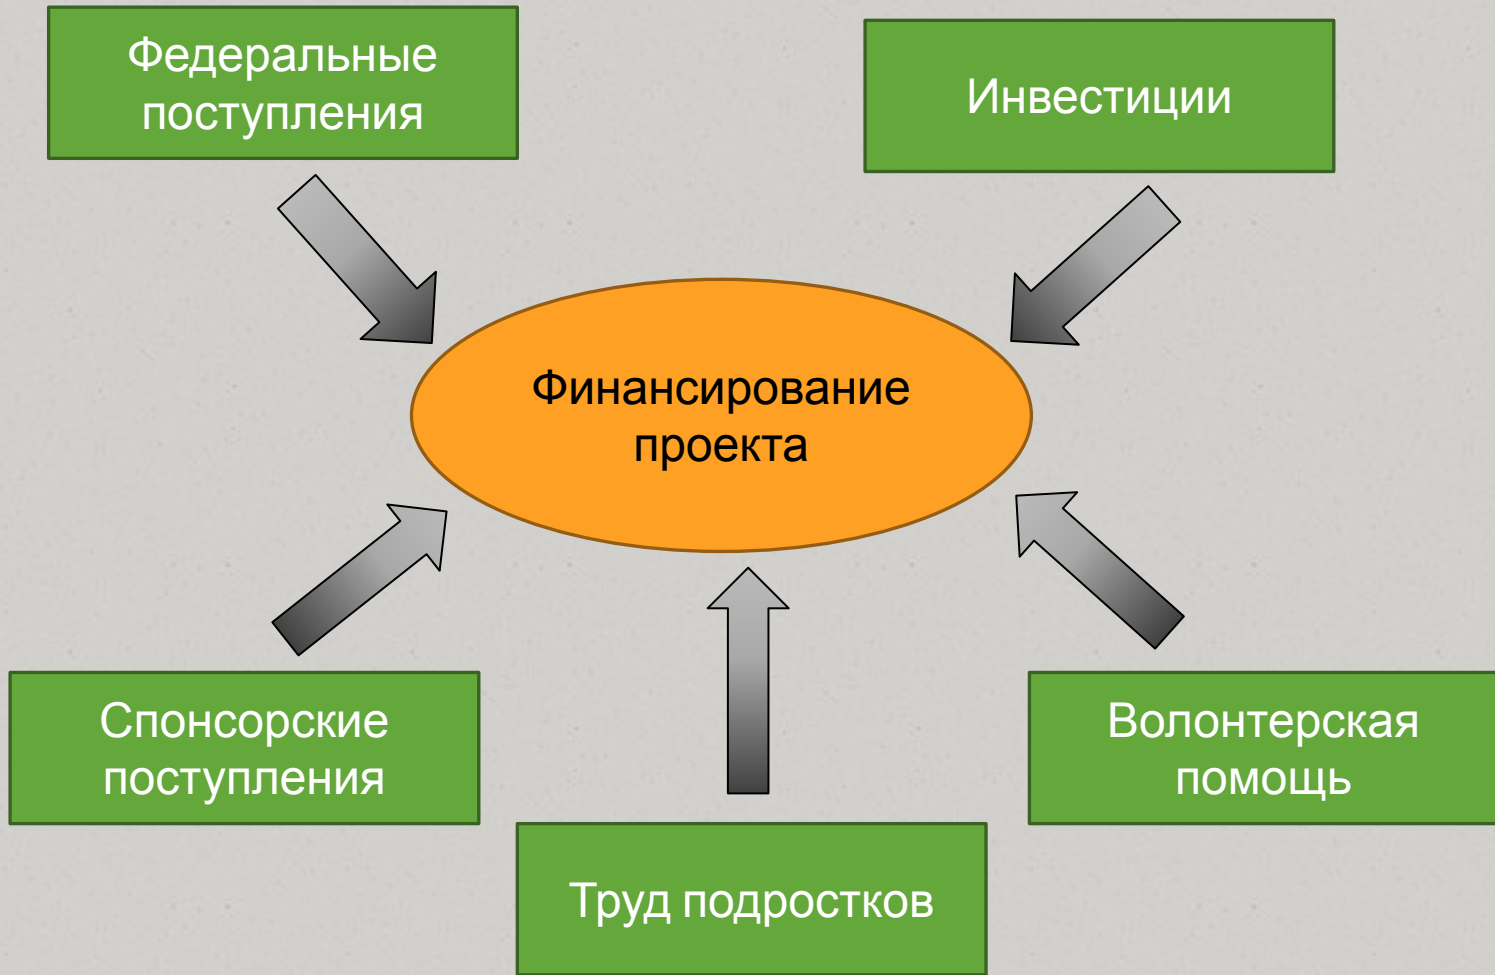 Федеральные
поступления
Инвестиции
Финансирование
проекта
Спонсорские
поступления
Волонтерская
помощь
Труд подростков